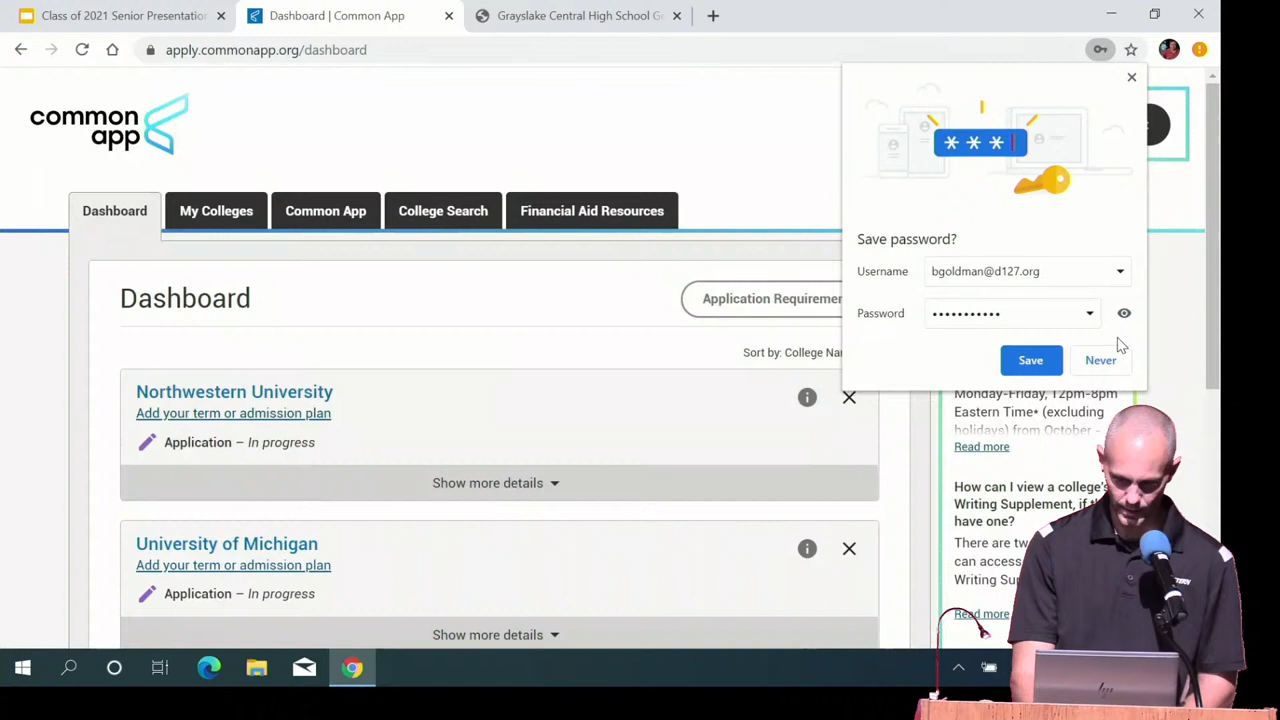 Class of 2021 Senior Presentatio
Dashboard | Common App
Grayslake Central High School Ge
apply.commonapp.org/dashboard
common
app
* * *
Save password?
Username
bgoldman@d127.org
Password
•••••••••••
Save
Never
Dashboard
My Colleges
Common App
College Search
Financial Aid Resources
Dashboard
Application Requiremen
Sort by: College Nam
Northwestern University
Add your term or admission plan
Application – In progress
Show more details
University of Michigan
Add your term or admission plan
Application – In progress
Show more details
Monday-Friday, 12pm-8pm
Eastern Time* (excluding
holidays) from October -
Read more
How can I view a college's
Writing Supplement, if th
have one?
There are tw
can access
Writing Sup
Read more
hp